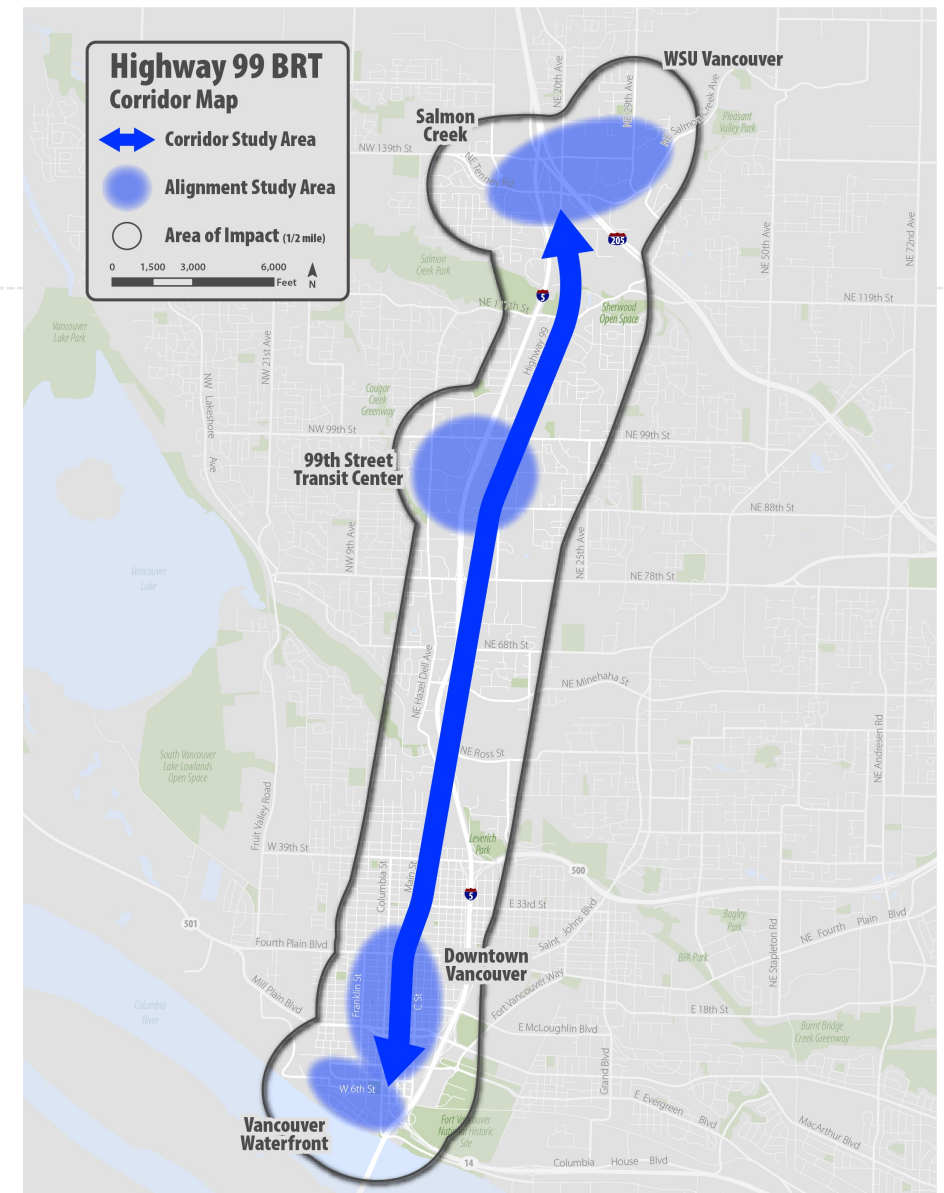 Highway 99 BRT
Corridor Map
Corridor Study Area
Alignment Study Area
Area of Impact (1/2 mile)
0 1,500 3,000 6,000
Feet N
WSU Vancouver
Salmon
Creek
NE 20th Ave
NE 29th Ave
NE Salmon Creek Ave
Pleasant
Valley Park
NW 139th St
205
NE 50th Ave
NE 72nd Ave
Salmon
Creek Park
5
Sherwood
Open Space
NE 119th St
Highway 99
Vancouver
Lake Park
NW 21st Ave
NW Lakeshore Ave
Cougar
Creek
Greenway
NW 99th St
NE 99th St
99th Street
Transit Center
NE 88th St
NW 9th Ave
NE 25th Ave
NE 78th St
Vancouver
Lake
NE 68th St
NE Hazel Dell Ave
NE Minehaha St
NE Ross St
South Vancouver
Lake Lowlands
Open Space
NE Andresen Rd
Fruit Valley Road
W 39th St
Leverich
Park
Columbia St
Main St
500
5
E 33rd St
501
Saint Johns Blvd
Bagley
Park
NE Fourth Plain Blvd
NE Stapleton Rd
Fourth Plain Blvd
Downtown
Vancouver
BPA Park
Mill Plain Blvd
Franklin St
C St
Fort Vancouver Way
Columbia
River
E 18th St
E McLoughlin Blvd
Burnt Bridge
Creek Greenway
Grand Blvd
W 6th St
E Evergreen Blvd
MacArthur Blvd
Vancouver
Waterfront
Fort Vancouver
National Historic
Site
14
Columbia House Blvd